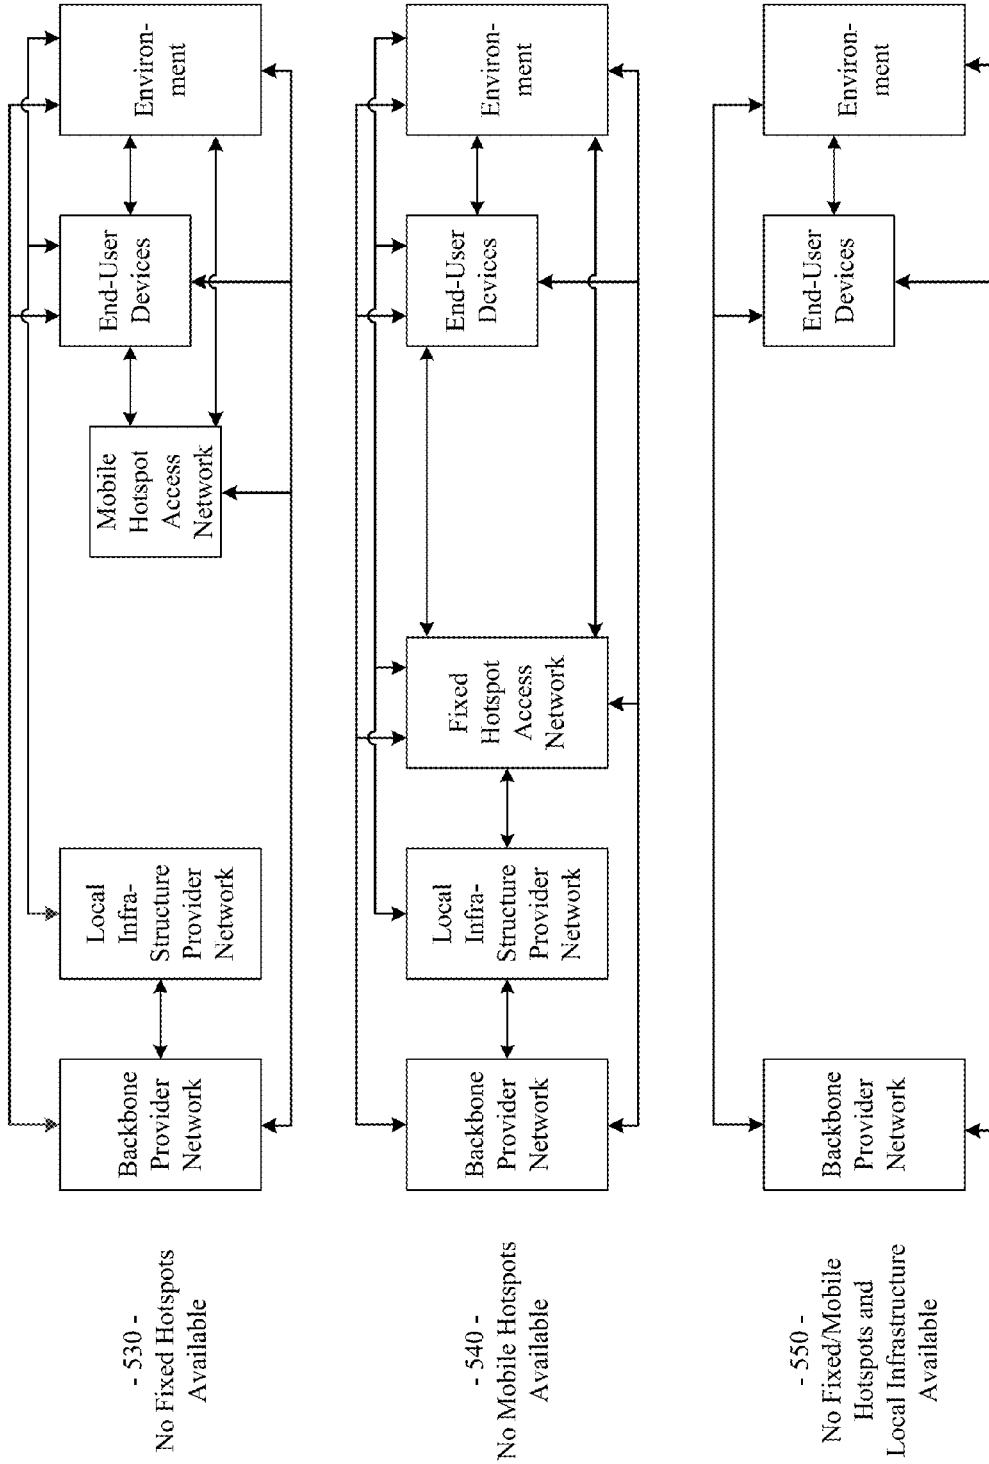 - 530 -
No Fixed Hotspots
Available
Backbone
Provider
Network
Local
Infra-
Structure
Provider
Network
Mobile
Hotspot
Access
Network
End-User
Devices
Environ-
ment
- 540 -
No Mobile Hotspots
Available
Backbone
Provider
Network
Local
Infra-
Structure
Provider
Network
Fixed
Hotspot
Access
Network
End-User
Devices
Environ-
ment
- 550 -
No Fixed/Mobile
Hotspots and
Local Infrastructure
Available
Backbone
Provider
Network
End-User
Devices
Environ-
ment